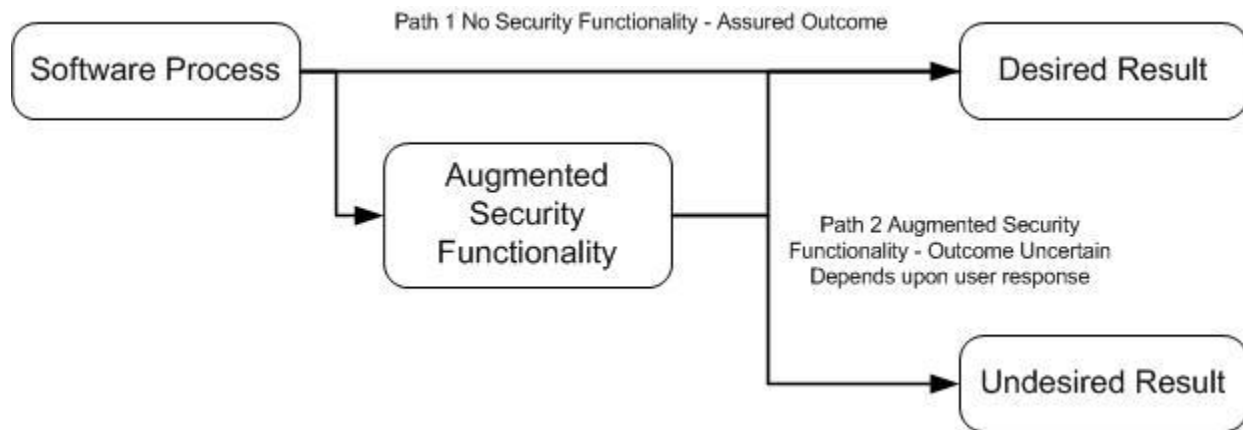 Path 1 No Security Functionality - Assured Outcome
Software Process
Desired Result
Augmented
Security
Functionality
Path 2 Augmented Security
Functionality - Outcome Uncertain
Depends upon user response
Undesired Result